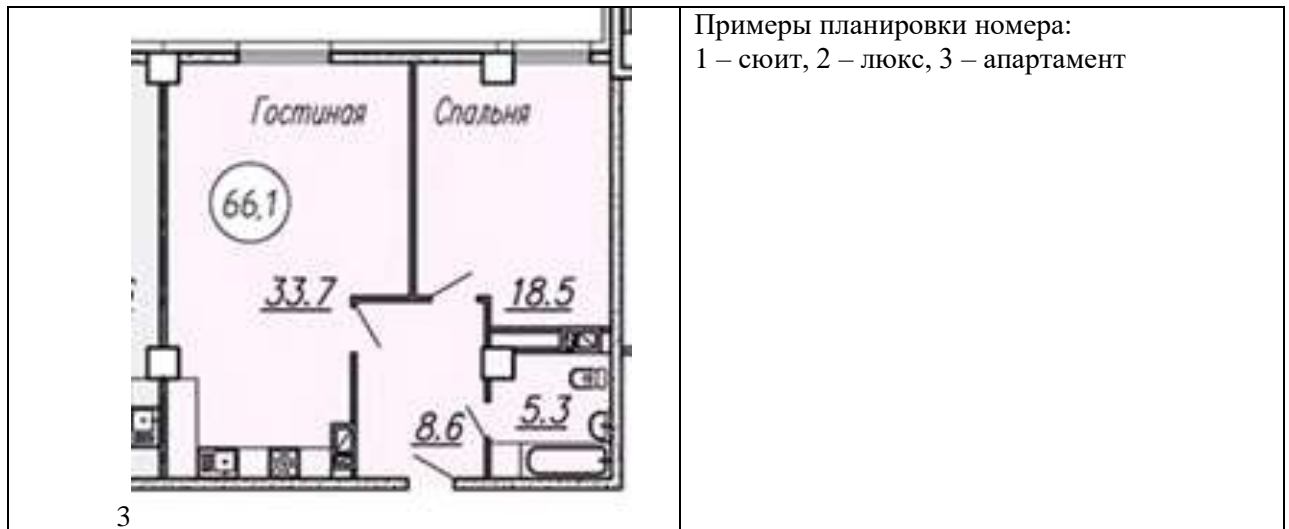 Гостиная
Спальня
66,1
33.7
18.5
8.6
5.3
3
Примеры планировки номера:
1 – сюит, 2 – люкс, 3 – апартамент